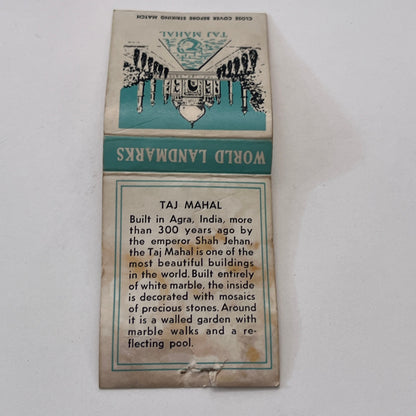 CLOSE COVER BEFORE STRIKING MATCH
TAJ MAHAL
WORLD LANDMARKS
TAJ MAHAL
Built in Agra, India, more
than 300 years ago by
the emperor Shah Jehan,
the Taj Mahal is one of the
most beautiful buildings
in the world. Built entirely
of white marble, the inside
is decorated with mosaics
of precious stones. Around
it is a walled garden with
marble walks and a re-
flecting pool.